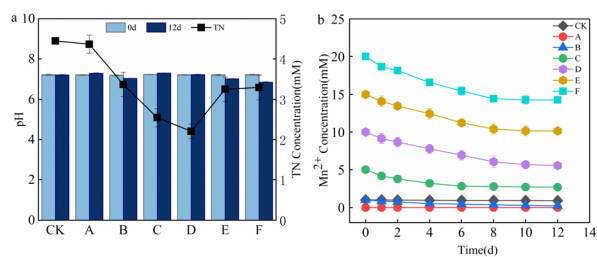 a
0d 12d TN
pH
10
8
6
4
2
0
5
4
3
2
1
0
TN Concentration(mM)
CK A B C D E F
b
CK
A
B
C
D
E
F
Mn2+ Concentration(mM)
25
20
15
10
5
0
0 2 4 6 8 10 12 14
Time(d)